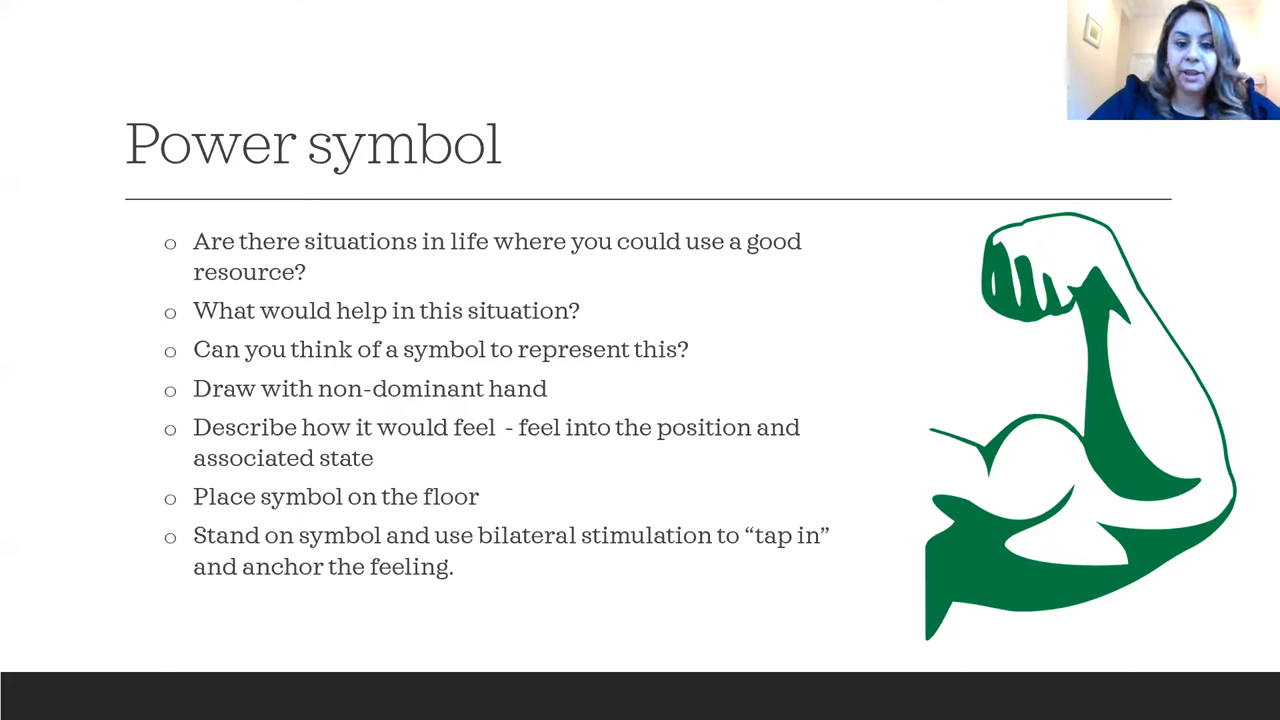 Power symbol
o Are there situations in life where you could use a good
resource?
o What would help in this situation?
o Can you think of a symbol to represent this?
o Draw with non-dominant hand
o Describe how it would feel  - feel into the position and
associated state
o Place symbol on the floor
o Stand on symbol and use bilateral stimulation to “tap in”
and anchor the feeling.